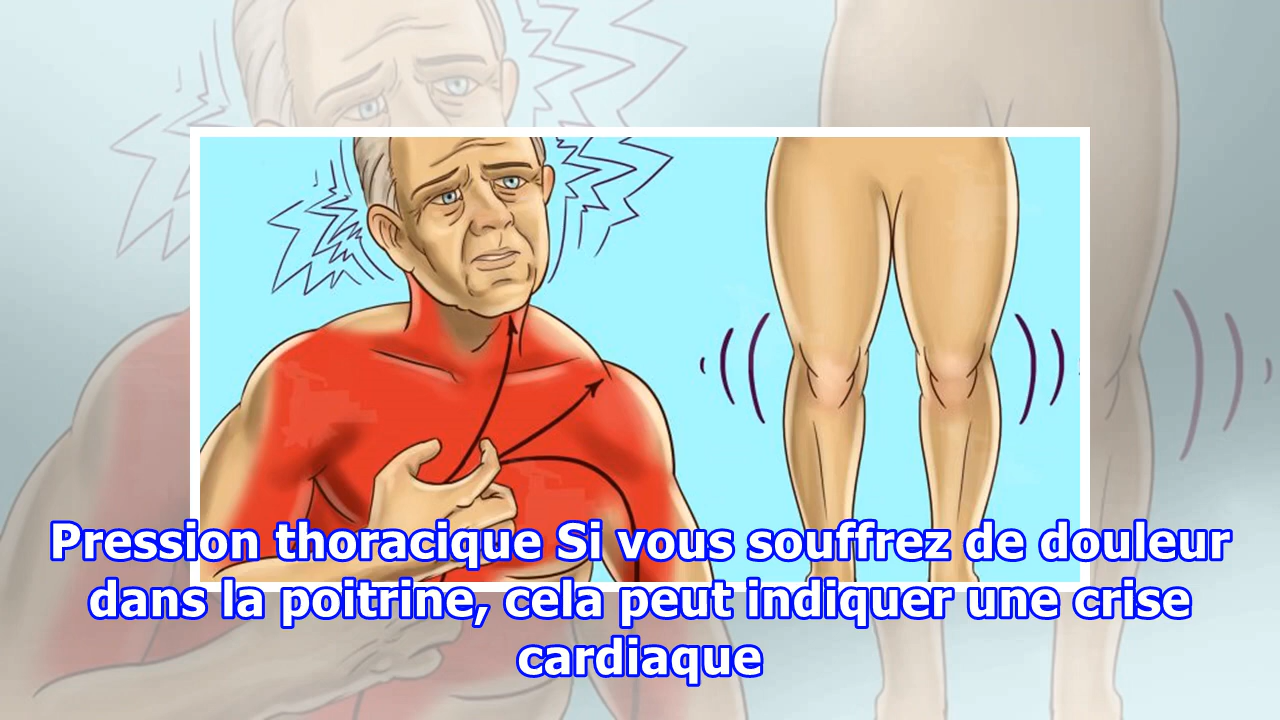 Pression thoracique Si vous souffrez de douleur
dans la poitrine, cela peut indiquer une crise
cardiaque